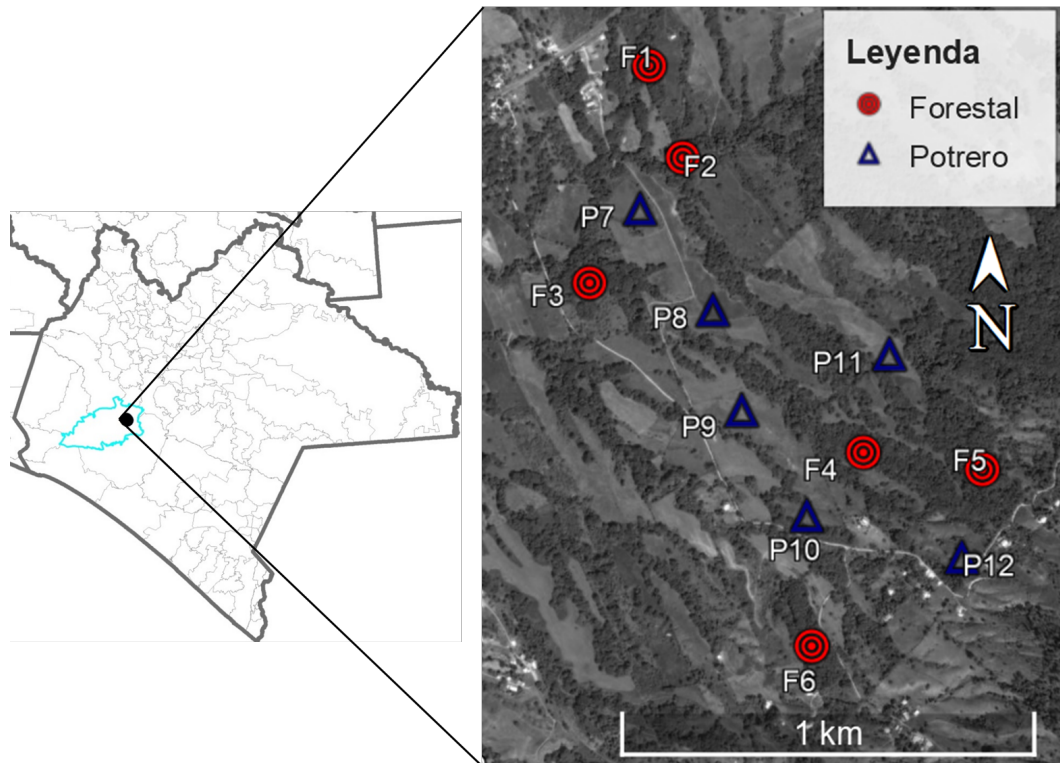 Leyenda
Forestal
Potrero
F1
F2
P7
F3
P8
P11
P9
F4
F5
P10
P12
F6
N
1 km